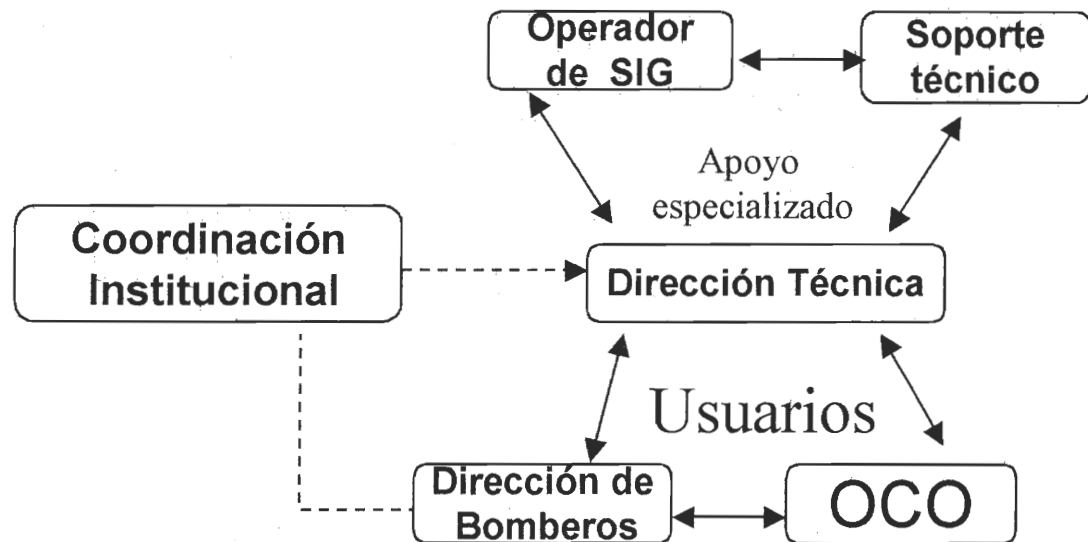 Operador
de SIG
Soporte
técnico
Apoyo
especializado
Coordinación
Institucional
Dirección Técnica
Usuarios
Dirección de
Bomberos
OCO